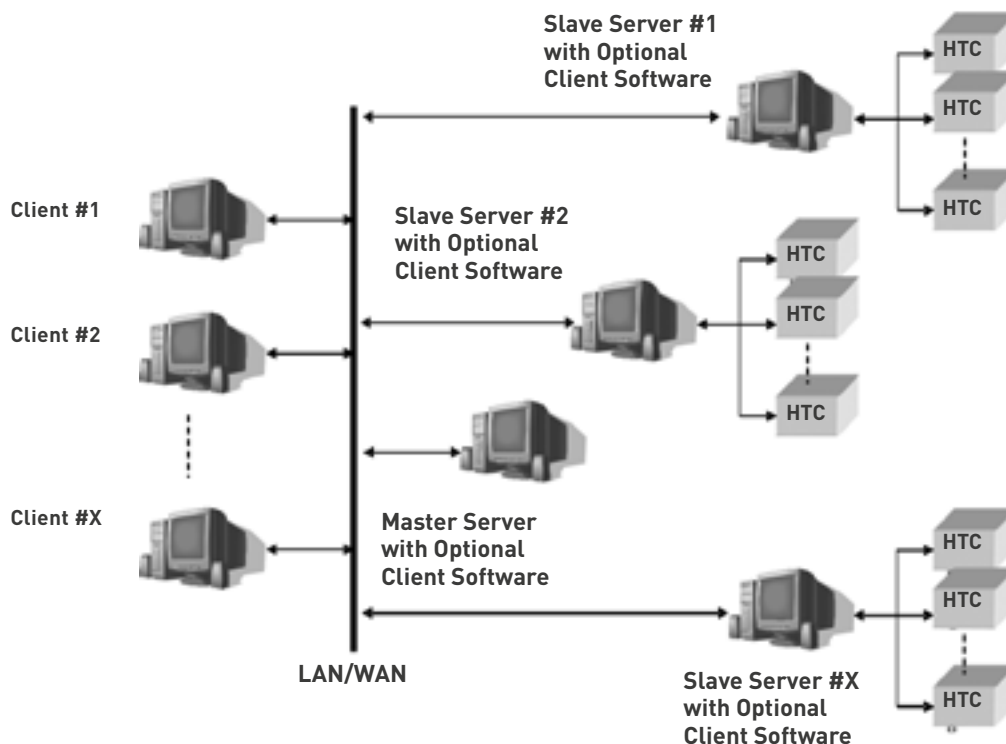 Slave Server #1
with Optional
Client Software
HTC
HTC
HTC
Client #1
Slave Server #2
with Optional
Client Software
HTC
HTC
HTC
Client #2
Client #X
Master Server
with Optional
Client Software
HTC
HTC
HTC
LAN/WAN
Slave Server #X
with Optional
Client Software